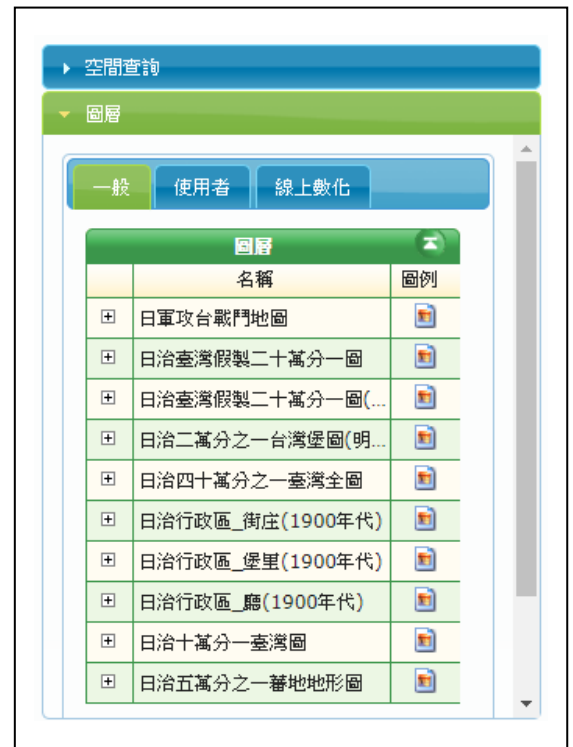 空間查詢
圖層
一般 使用者 線上數化
圖層
名稱 圖例
日軍攻台戰鬥地圖
日治臺灣假製二十萬分一圖
日治臺灣假製二十萬分一圖(...
日治二萬分之一台灣堡圖(明...
日治四十萬分之一臺灣全圖
日治行政區_街庄(1900年代)
日治行政區_堡里(1900年代)
日治行政區_廳(1900年代)
日治十萬分一臺灣圖
日治五萬分之一蕃地地形圖